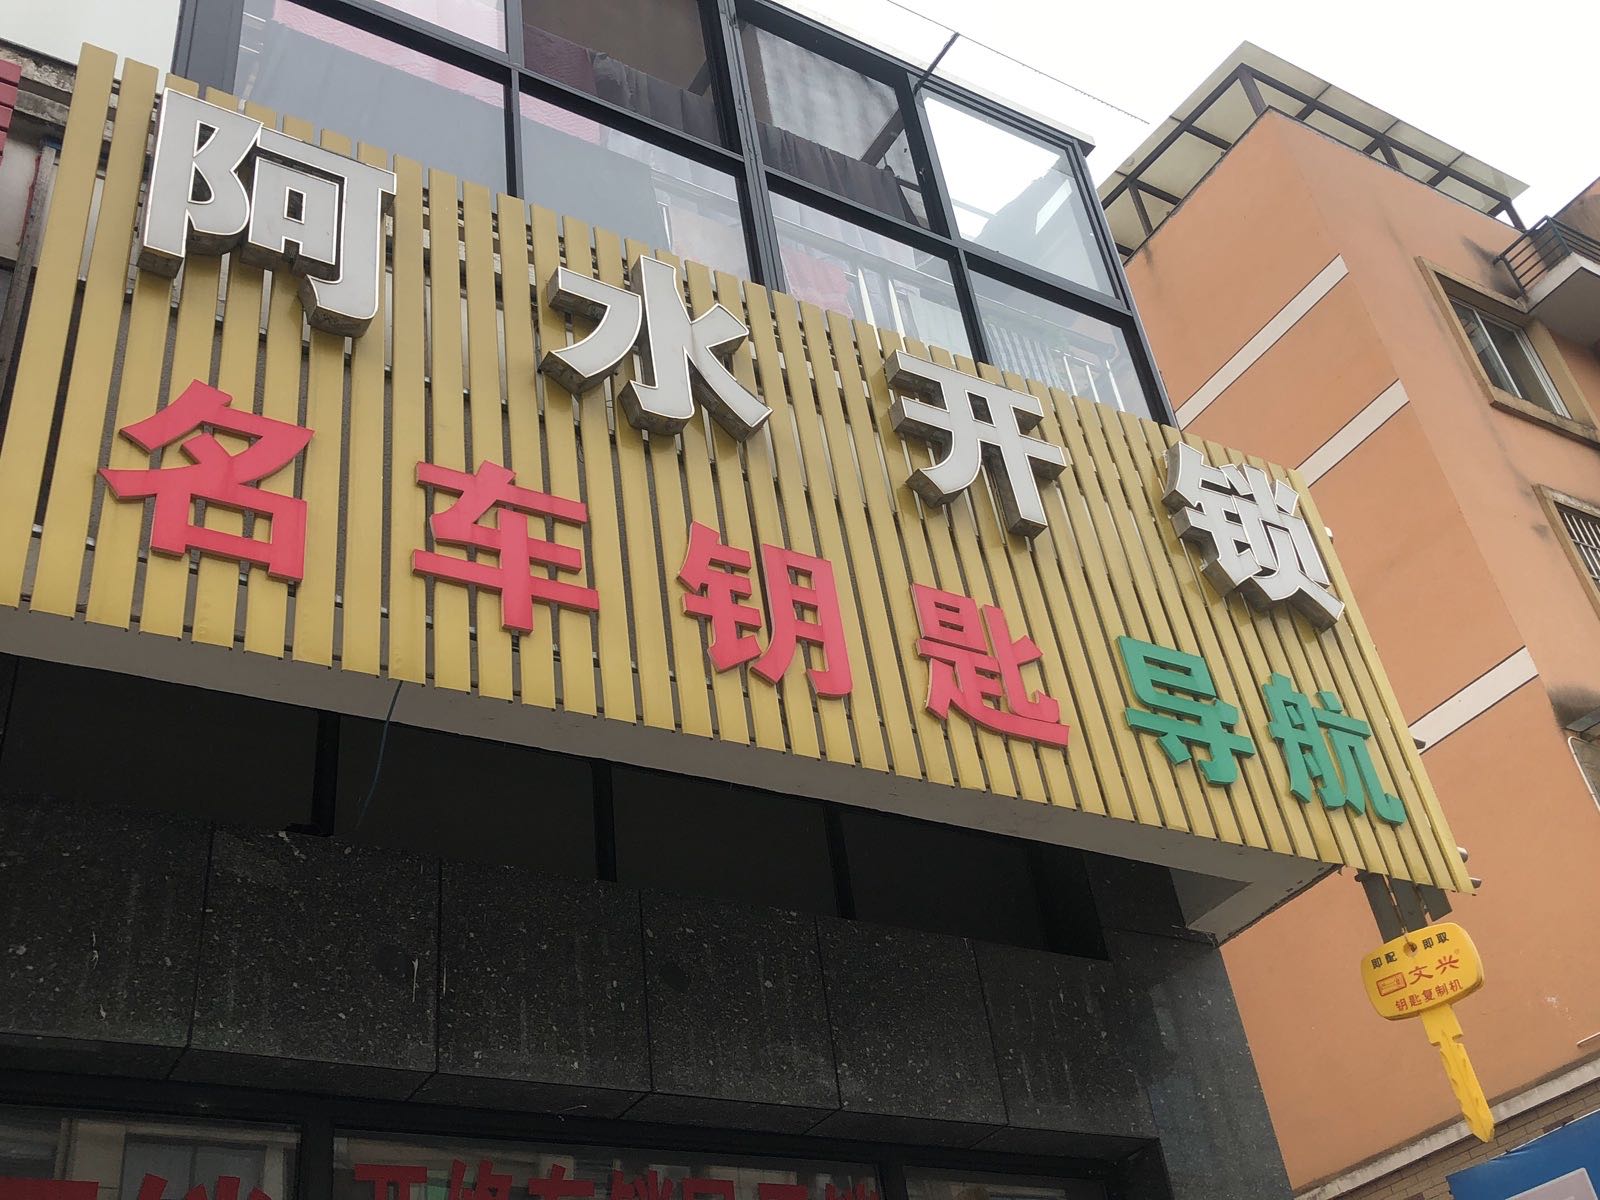 阿水开锁
名车钥匙 导航
即配 即取
文兴
钥匙复制机